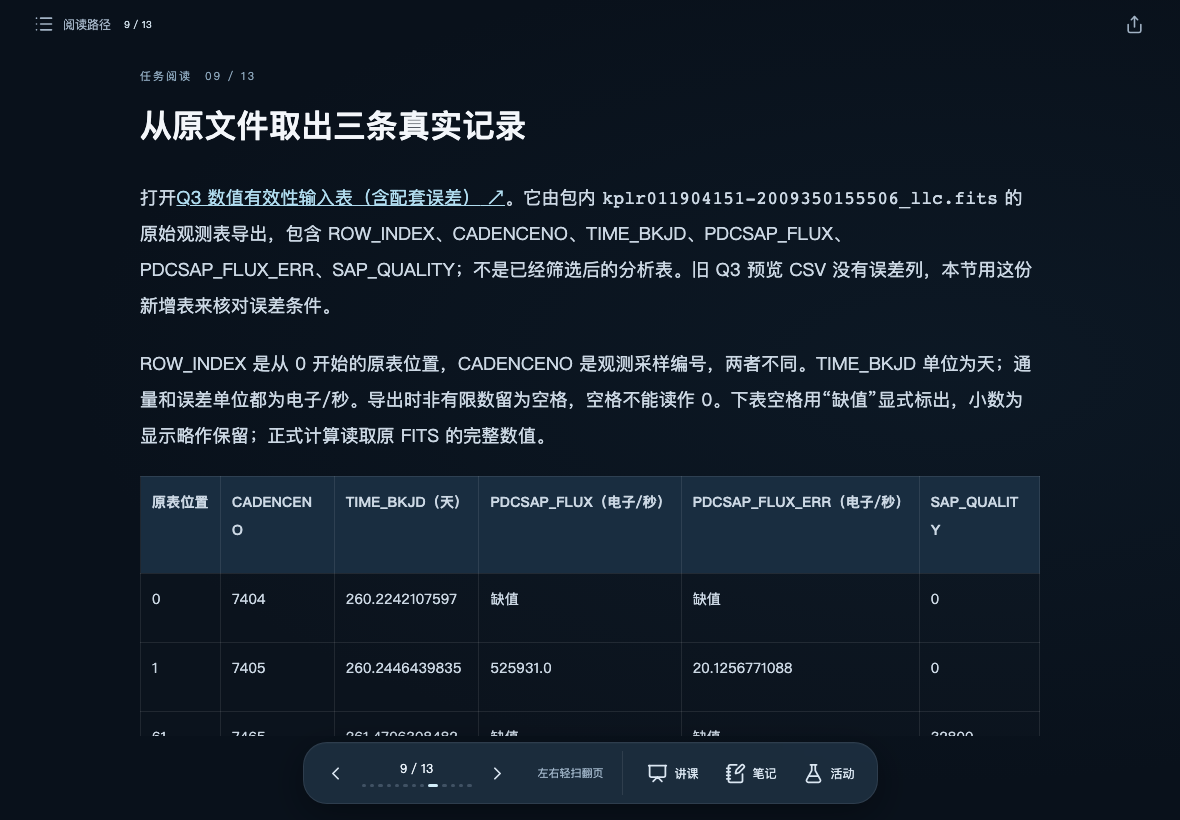 阅读路径 9 / 13
任务阅读 09 / 13
从原文件取出三条真实记录
打开Q3 数值有效性输入表（含配套误差） ↗。它由包内 kplr011904151-2009350155506_llc.fits 的
原始观测表导出，包含 ROW_INDEX、CADENCENO、TIME_BKJD、PDCSAP_FLUX、
PDCSAP_FLUX_ERR、SAP_QUALITY；不是已经筛选后的分析表。旧 Q3 预览 CSV 没有误差列，本节用这份
新增表来核对误差条件。
ROW_INDEX 是从 0 开始的原表位置，CADENCENO 是观测采样编号，两者不同。TIME_BKJD 单位为天；通
量和误差单位都为电子/秒。导出时非有限数留为空格，空格不能读作 0。下表空格用“缺值”显式标出，小数为
显示略作保留；正式计算读取原 FITS 的完整数值。
原表位置 CADENCEN TIME_BKJD（天） PDCSAP_FLUX（电子/秒） PDCSAP_FLUX_ERR（电子/秒） SAP_QUALIT
O Y
0 7404 260.2242107597 缺值 缺值 0
1 7405 260.2446439835 525931.0 20.1256771088 0
61 7465 缺值 缺值 32800
9 / 13 左右轻扫翻页 讲课 笔记 活动